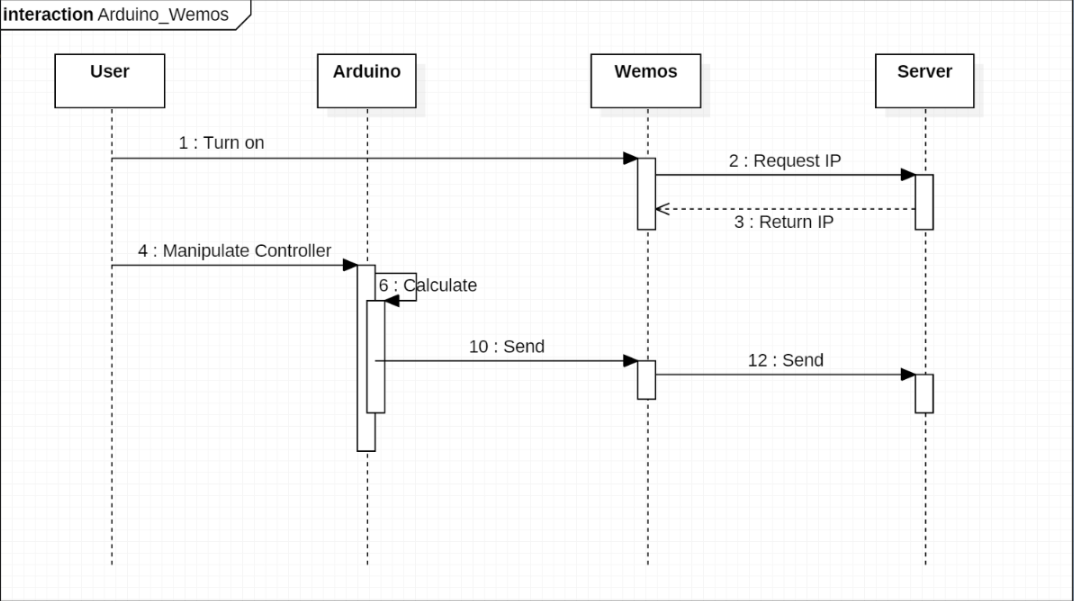 interaction Arduino_Wemos
User
Arduino
Wemos
Server
1 : Turn on
2 : Request IP
3 : Return IP
4 : Manipulate Controller
6 : Calculate
10 : Send
12 : Send